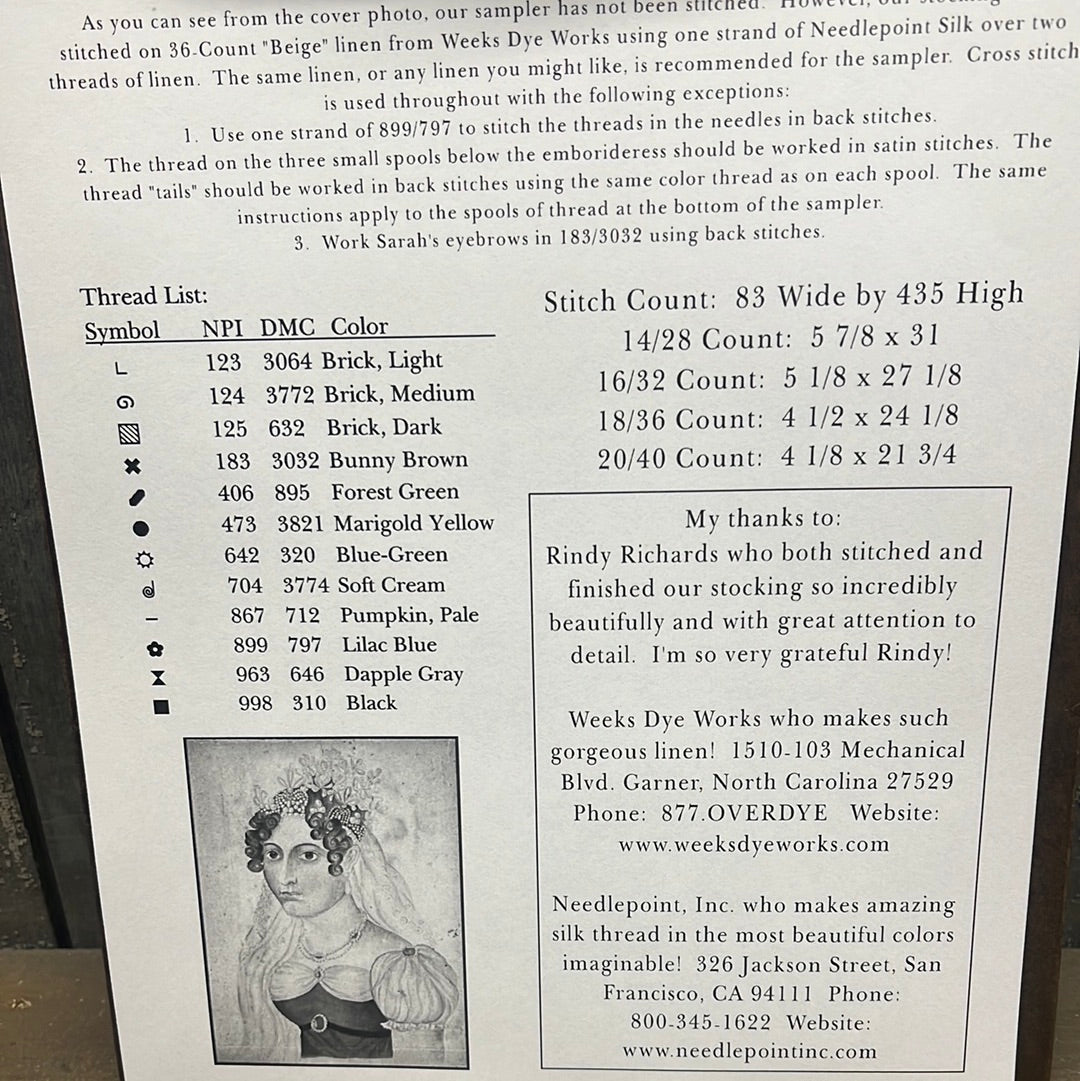 As you can see from the cover photo, our sampler has not been stitched. However, our
stitched on 36-Count "Beige" linen from Weeks Dye Works using one strand of Needlepoint Silk over two
threads of linen. The same linen, or any linen you might like, is recommended for the sampler. Cross stitch
is used throughout with the following exceptions:
1. Use one strand of 899/797 to stitch the threads in the needles in back stitches.
2. The thread on the three small spools below the emborideress should be worked in satin stitches. The
thread "tails" should be worked in back stitches using the same color thread as on each spool. The same
instructions apply to the spools of thread at the bottom of the sampler.
3. Work Sarah's eyebrows in 183/3032 using back stitches.
Thread List:
Symbol NPI DMC Color
123 3064 Brick, Light
124 3772 Brick, Medium
125 632 Brick, Dark
183 3032 Bunny Brown
406 895 Forest Green
473 3821 Marigold Yellow
642 320 Blue-Green
704 3774 Soft Cream
867 712 Pumpkin, Pale
899 797 Lilac Blue
963 646 Dapple Gray
998 310 Black
Stitch Count: 83 Wide by 435 High
14/28 Count: 5 7/8 x 31
16/32 Count: 5 1/8 x 27 1/8
18/36 Count: 4 1/2 x 24 1/8
20/40 Count: 4 1/8 x 21 3/4
My thanks to:
Rindy Richards who both stitched and
finished our stocking so incredibly
beautifully and with great attention to
detail. I'm so very grateful Rindy!
Weeks Dye Works who makes such
gorgeous linen! 1510-103 Mechanical
Blvd. Garner, North Carolina 27529
Phone: 877.OVERDYE Website:
www.weeksdyeworks.com
Needlepoint, Inc. who makes amazing
silk thread in the most beautiful colors
imaginable! 326 Jackson Street, San
Francisco, CA 94111 Phone:
800-345-1622 Website:
www.needlepointinc.com